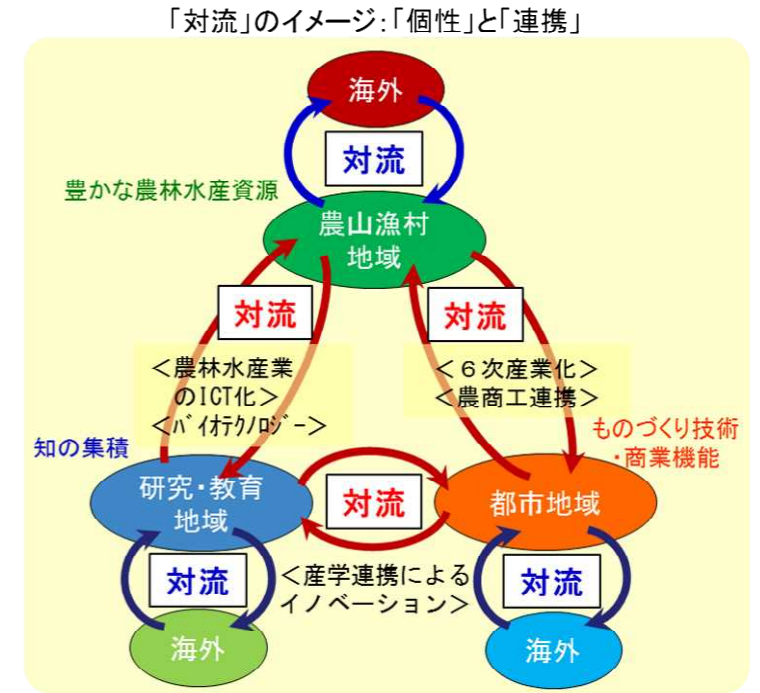 「対流」のイメージ：「個性」と「連携」
海外
対流
豊かな農林水産資源
農山漁村
地域
対流
対流
＜農林水産業
のICT化＞
＜ﾊﾞｲｵﾃｸﾉﾛｼﾞｰ＞
＜６次産業化＞
＜農商工連携＞
知の集積
ものづくり技術
・商業機能
研究・教育
地域
対流
都市地域
対流
＜産学連携による
イノベーション＞
対流
海外
海外